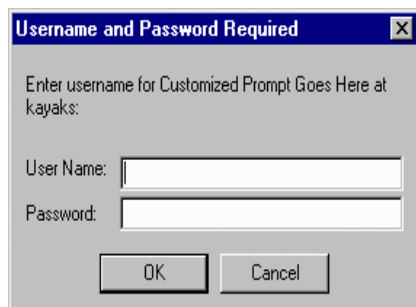 Username and Password Required
Enter username for Customized Prompt Goes Here at
kayaks:
User Name:
Password:
OK
Cancel